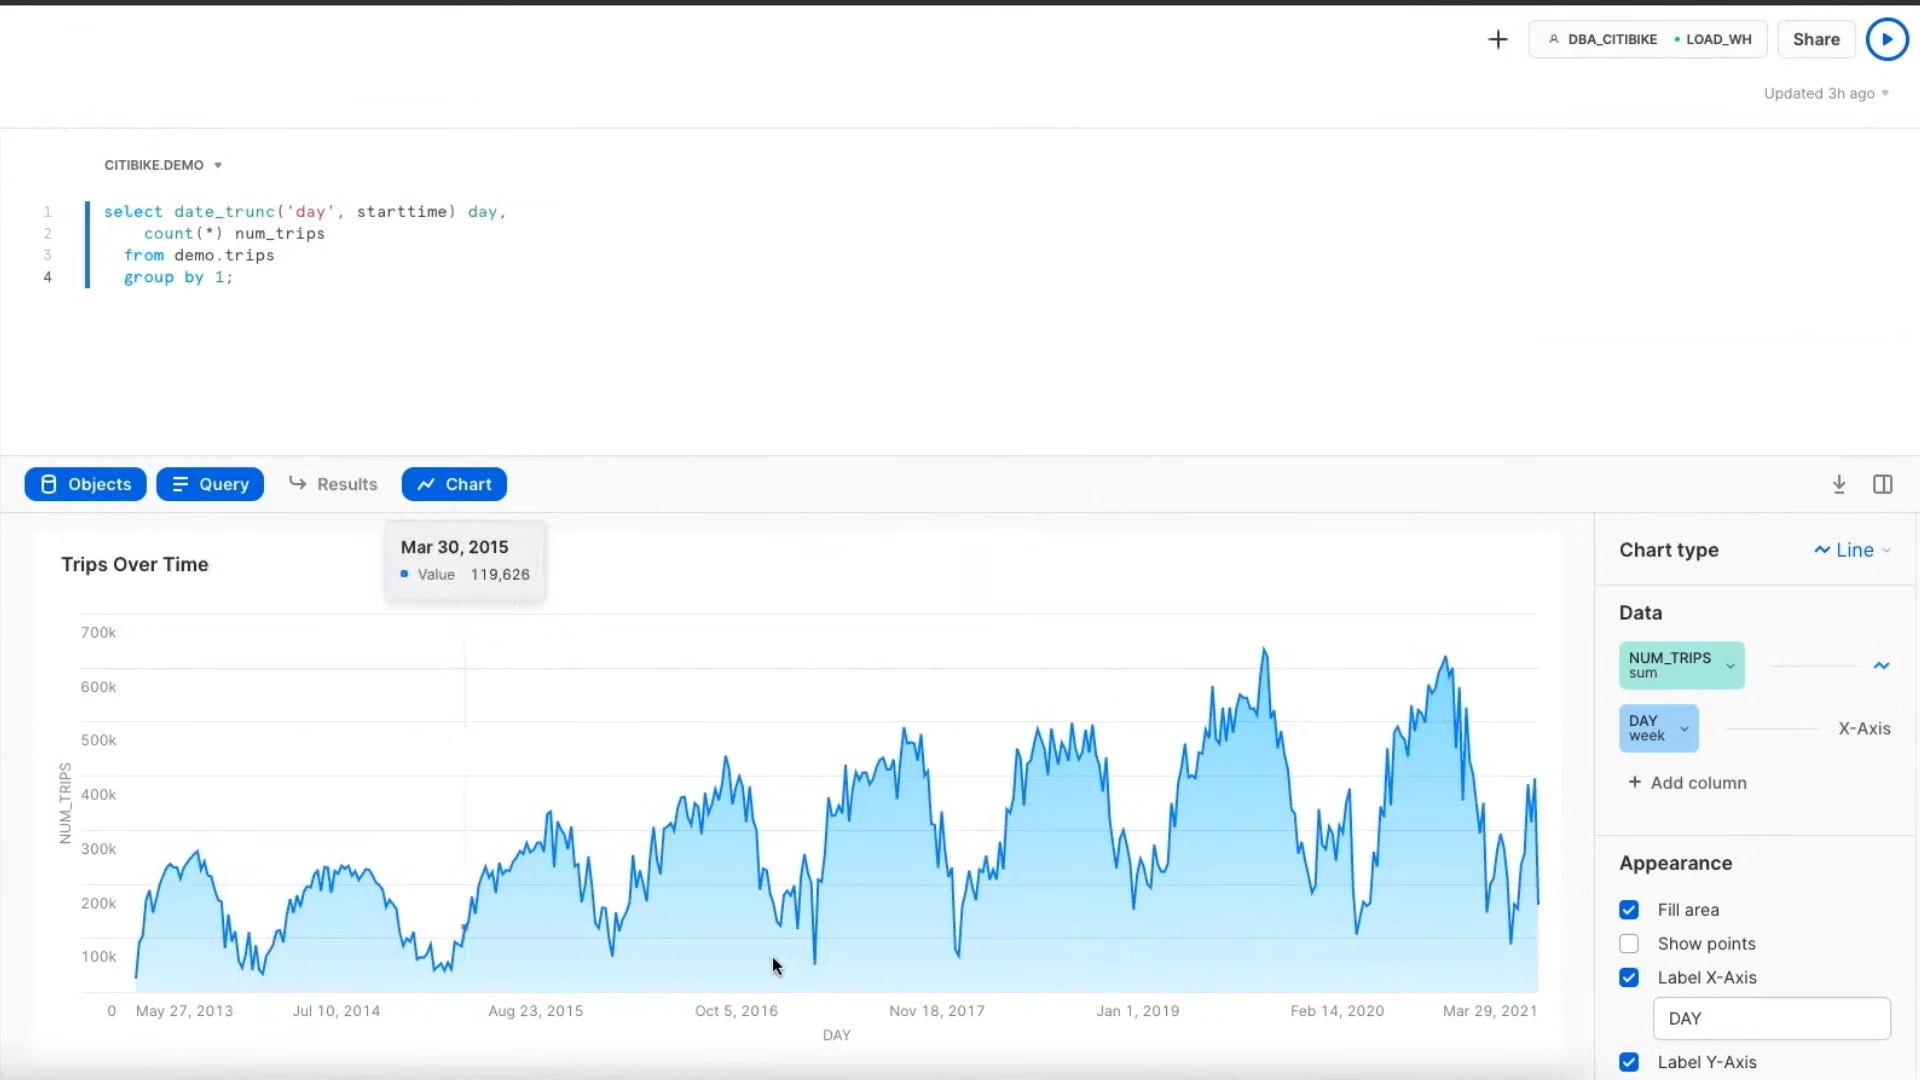 + DBA_CITIBIKE LOAD_WH Share
Updated 3h ago
CITIBIKE.DEMO
1 select date_trunc('day', starttime) day,
2 count(*) num_trips
3 from demo.trips
4 group by 1;
Objects Query Results Chart
Mar 30, 2015
Value 119,626
Trips Over Time
700k
600k
500k
400k
300k
200k
100k
0
NUM_TRIPS
May 27, 2013 Jul 10, 2014 Aug 23, 2015 Oct 5, 2016 Nov 18, 2017 Jan 1, 2019 Feb 14, 2020 Mar 29, 2021
DAY
Chart type Line
Data
NUM_TRIPS
sum
DAY
week
X-Axis
+ Add column
Appearance
Fill area
Show points
Label X-Axis
DAY
Label Y-Axis